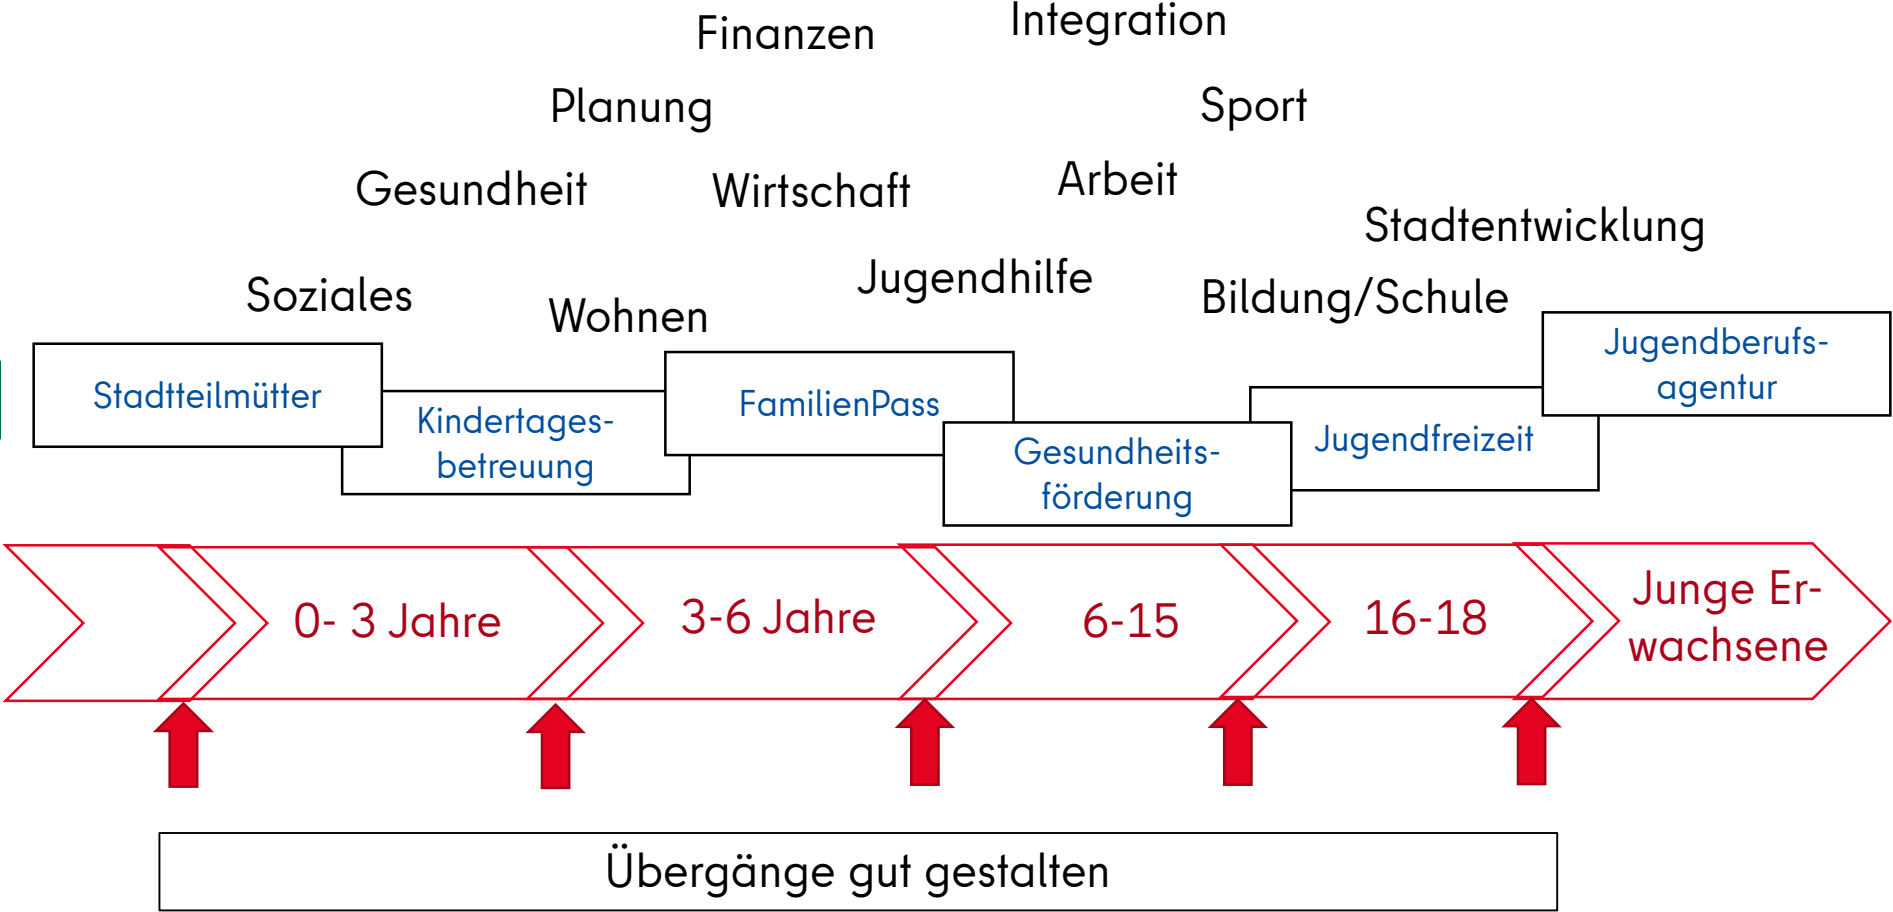 Finanzen
Integration
Planung
Sport
Gesundheit
Wirtschaft
Arbeit
Stadtentwicklung
Soziales
Wohnen
Jugendhilfe
Bildung/Schule
Stadtteilmütter
Kindertages-
betreuung
FamilienPass
Gesundheits-
förderung
Jugendfreizeit
Jugendberufs-
agentur
0- 3 Jahre
3-6 Jahre
6-15
16-18
Junge Er-
wachsene
Übergänge gut gestalten